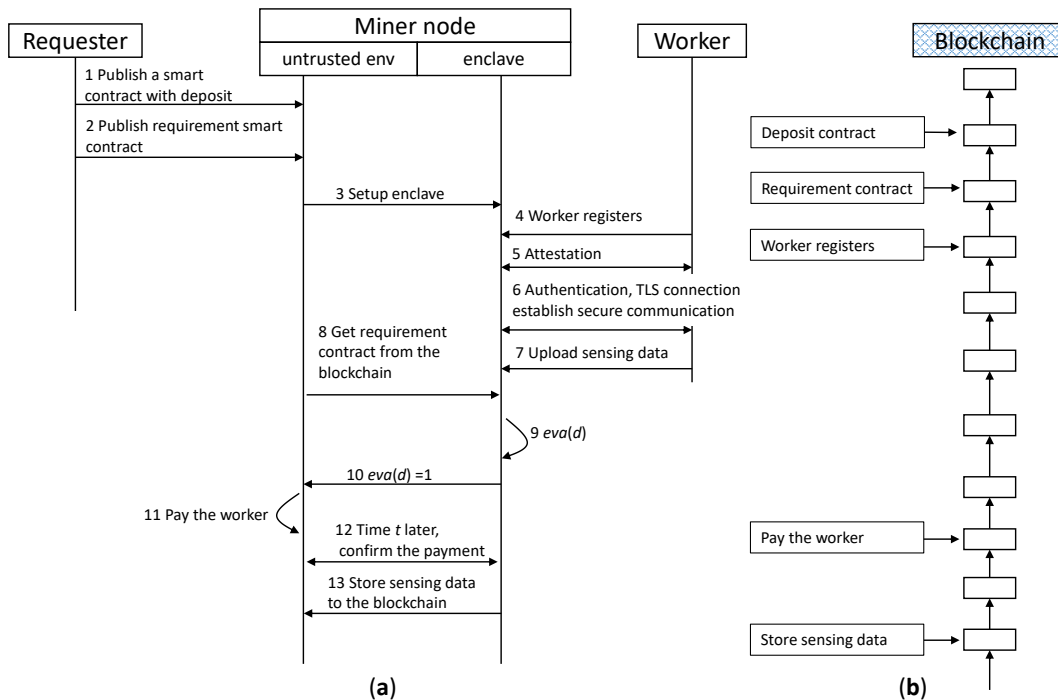 Requester
Miner node
untrusted env
enclave
Worker
1 Publish a smart
contract with deposit
2 Publish requirement smart
contract
3 Setup enclave
4 Worker registers
5 Attestation
6 Authentication, TLS connection
establish secure communication
8 Get requirement
contract from the
blockchain
7 Upload sensing data
9 eva(d)
10 eva(d) =1
11 Pay the worker
12 Time t later,
confirm the payment
13 Store sensing data
to the blockchain
(a)
Blockchain
Deposit contract
Requirement contract
Worker registers
Pay the worker
Store sensing data
(b)